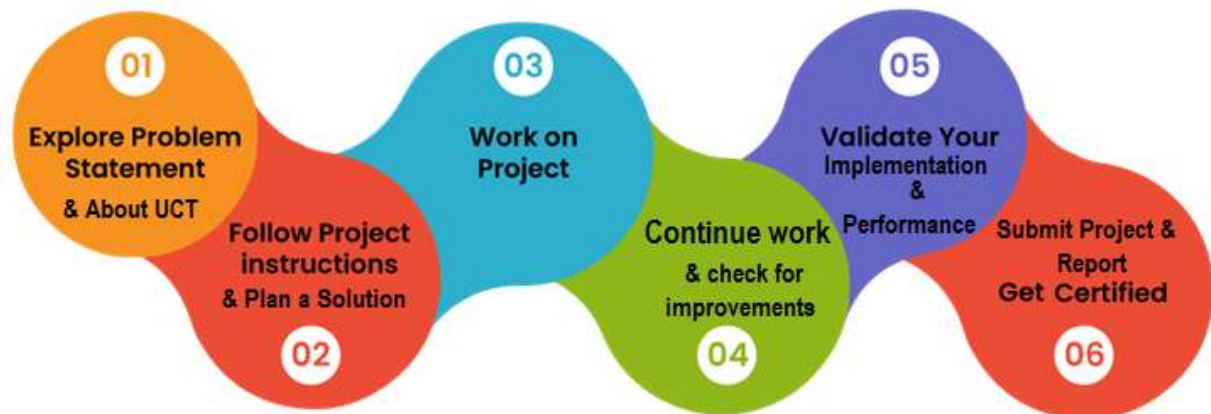 01
Explore Problem
Statement
& About UCT
Follow Project
instructions
& Plan a Solution
02
03
Work on
Project
Continue work
& check for
improvements
04
05
Validate Your
Implementation
&
Performance
Submit Project &
Report
Get Certified
06